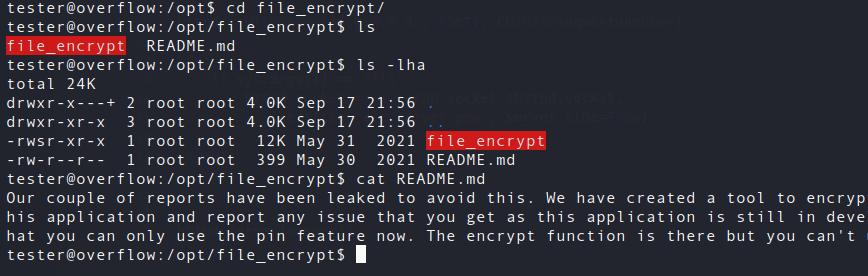 tester@overflow:/opt$ cd file_encrypt/
tester@overflow:/opt/file_encrypt$ ls
file_encrypt  README.md
tester@overflow:/opt/file_encrypt$ ls -lha
total 24K
drwxr-x---+ 2 root root 4.0K Sep 17 21:56 .
drwxr-xr-x  3 root root 4.0K Sep 17 21:56 ..
-rwsr-xr-x  1 root root  12K May 31  2021 file_encrypt
-rw-r--r--  1 root root  399 May 30  2021 README.md
tester@overflow:/opt/file_encrypt$ cat README.md
Our couple of reports have been leaked to avoid this. We have created a tool to encryp
his application and report any issue that you get as this application is still in deve
hat you can only use the pin feature now. The encrypt function is there but you can't
tester@overflow:/opt/file_encrypt$